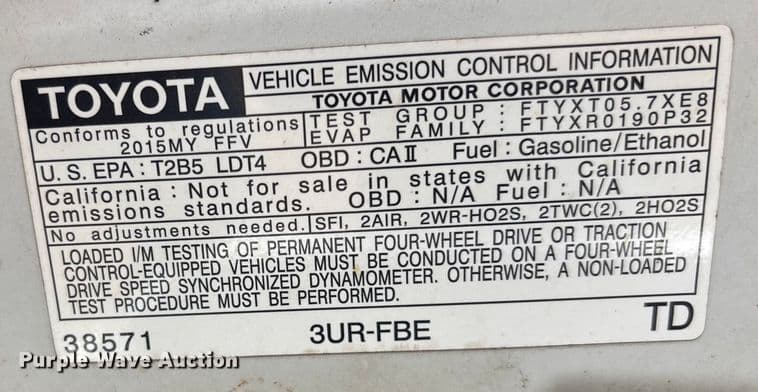 TOYOTA
VEHICLE EMISSION CONTROL INFORMATION
TOYOTA MOTOR CORPORATION
Conforms to regulations
2015MY FFV
TEST GROUP : FTYXT05.7XE8
EVAP FAMILY : FTYXR0190P32
U.S. EPA : T2B5 LDT4 OBD : CAⅡ Fuel : Gasoline/Ethanol
California : Not for sale in states with California
emissions standards. OBD : N/A Fuel : N/A
No adjustments needed. SFI, 2AIR, 2WR-HO2S, 2TWC(2), 2HO2S
LOADED I/M TESTING OF PERMANENT FOUR-WHEEL DRIVE OR TRACTION
CONTROL-EQUIPPED VEHICLES MUST BE CONDUCTED ON A FOUR-WHEEL
DRIVE SPEED SYNCHRONIZED DYNAMOMETER. OTHERWISE, A NON-LOADED
TEST PROCEDURE MUST BE PERFORMED.
38571 3UR-FBE TD
Purple Wave Auction